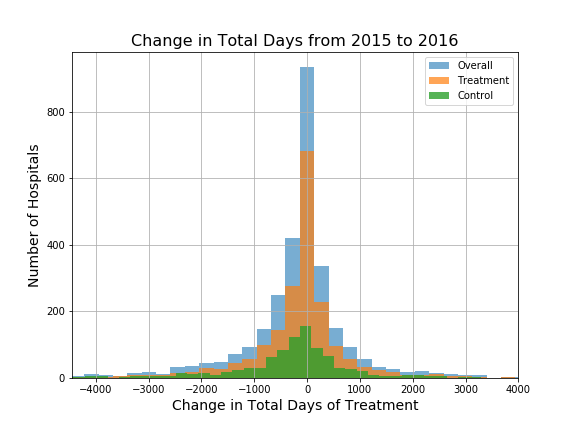 Change in Total Days from 2015 to 2016
Overall
Treatment
Control
Number of Hospitals
800
600
400
200
0
−4000 −3000 −2000 −1000 0 1000 2000 3000 4000
Change in Total Days of Treatment